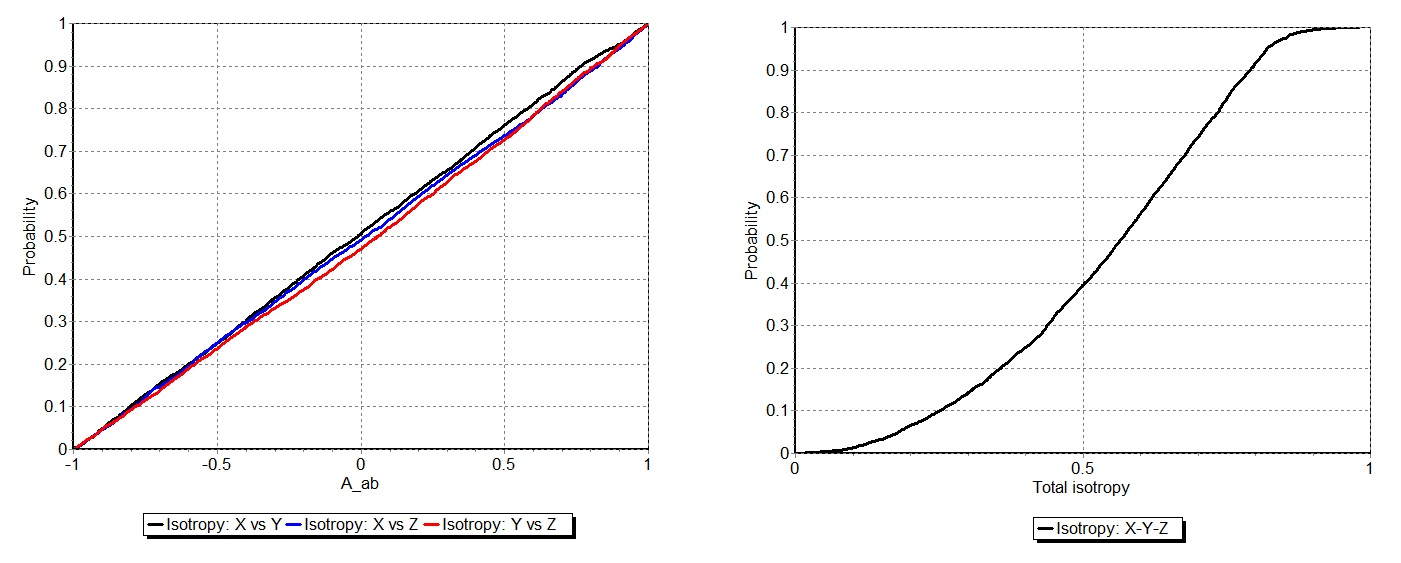 1
0.9
0.8
0.7
0.6
0.5
0.4
0.3
0.2
0.1
0
Probability
-1 -0.5 0 0.5 1
A_ab
Isotropy: X vs Y Isotropy: X vs Z Isotropy: Y vs Z
1
0.9
0.8
0.7
0.6
0.5
0.4
0.3
0.2
0.1
0
Probability
0 0.5 1
Total isotropy
Isotropy: X-Y-Z